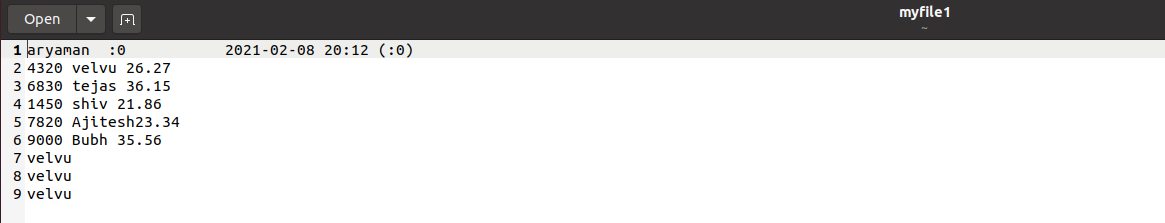 Open
myfile1
~
1 aryaman  :0           2021-02-08 20:12 (:0)
2 4320 velvu 26.27
3 6830 tejas 36.15
4 1450 shiv 21.86
5 7820 Ajitesh23.34
6 9000 Bubh 35.56
7 velvu
8 velvu
9 velvu